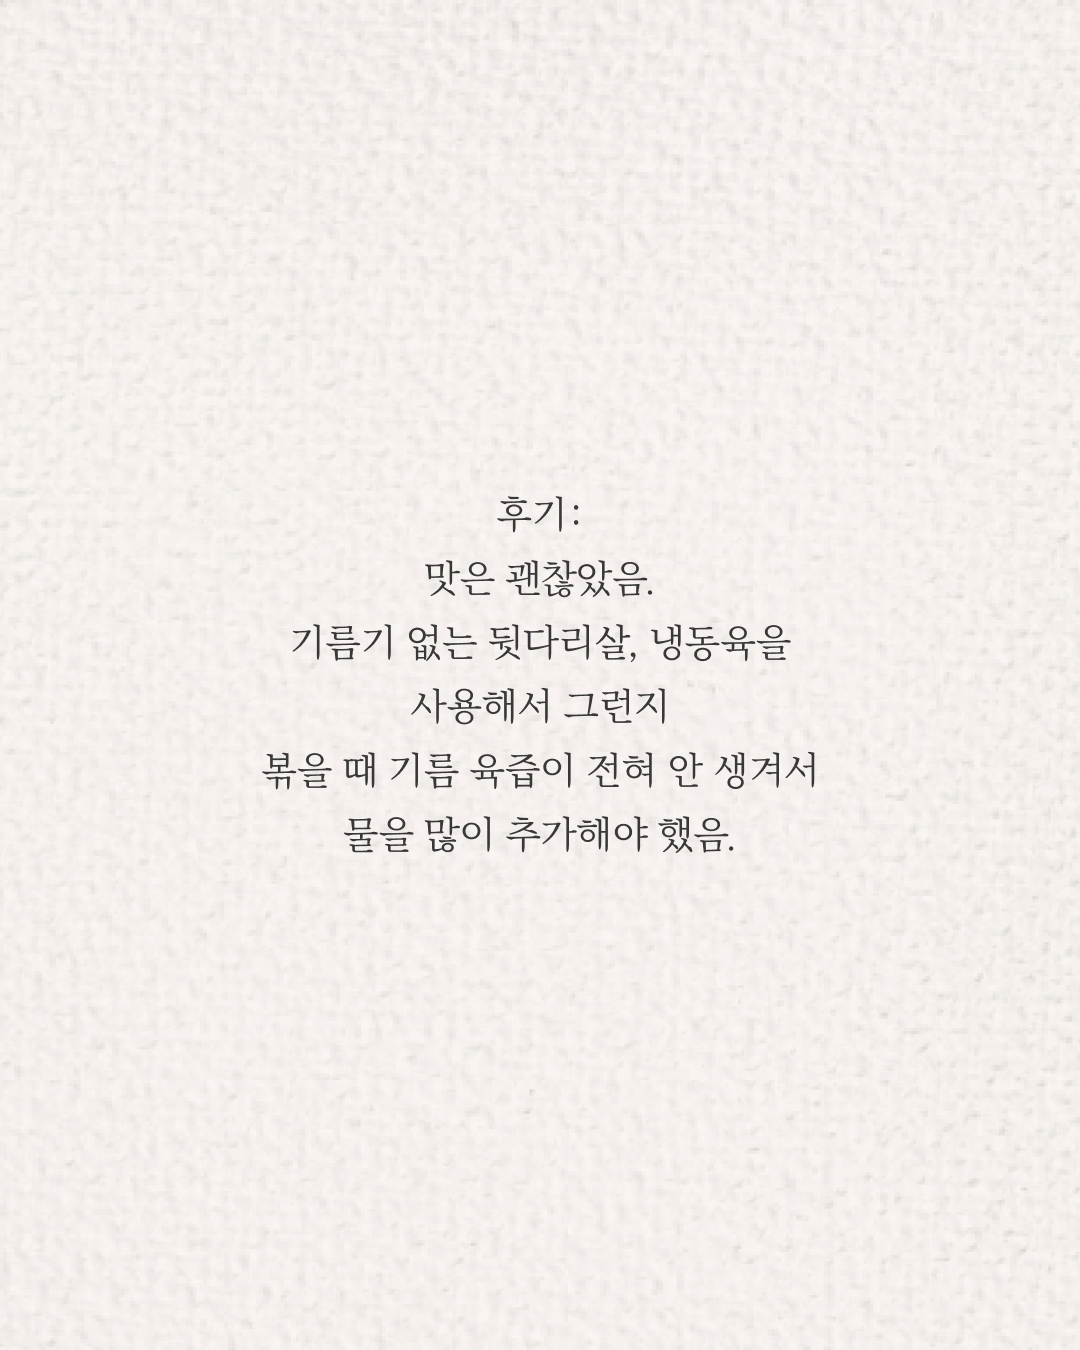 후기:
맛은 괜찮았음.
기름기 없는 뒷다리살, 냉동육을
사용해서 그런지
볶을 때 기름 육즙이 전혀 안 생겨서
물을 많이 추가해야 했음.